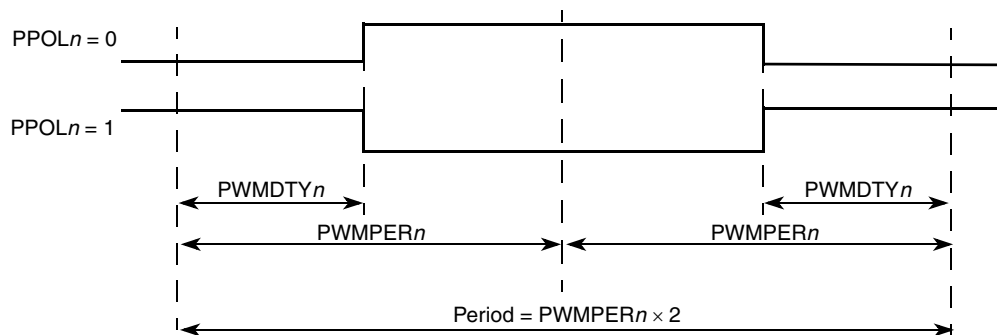 PPOLn = 0
PPOLn = 1
PWMDTYn
PWMDTYn
PWMPERn
PWMPERn
Period = PWMPERn × 2